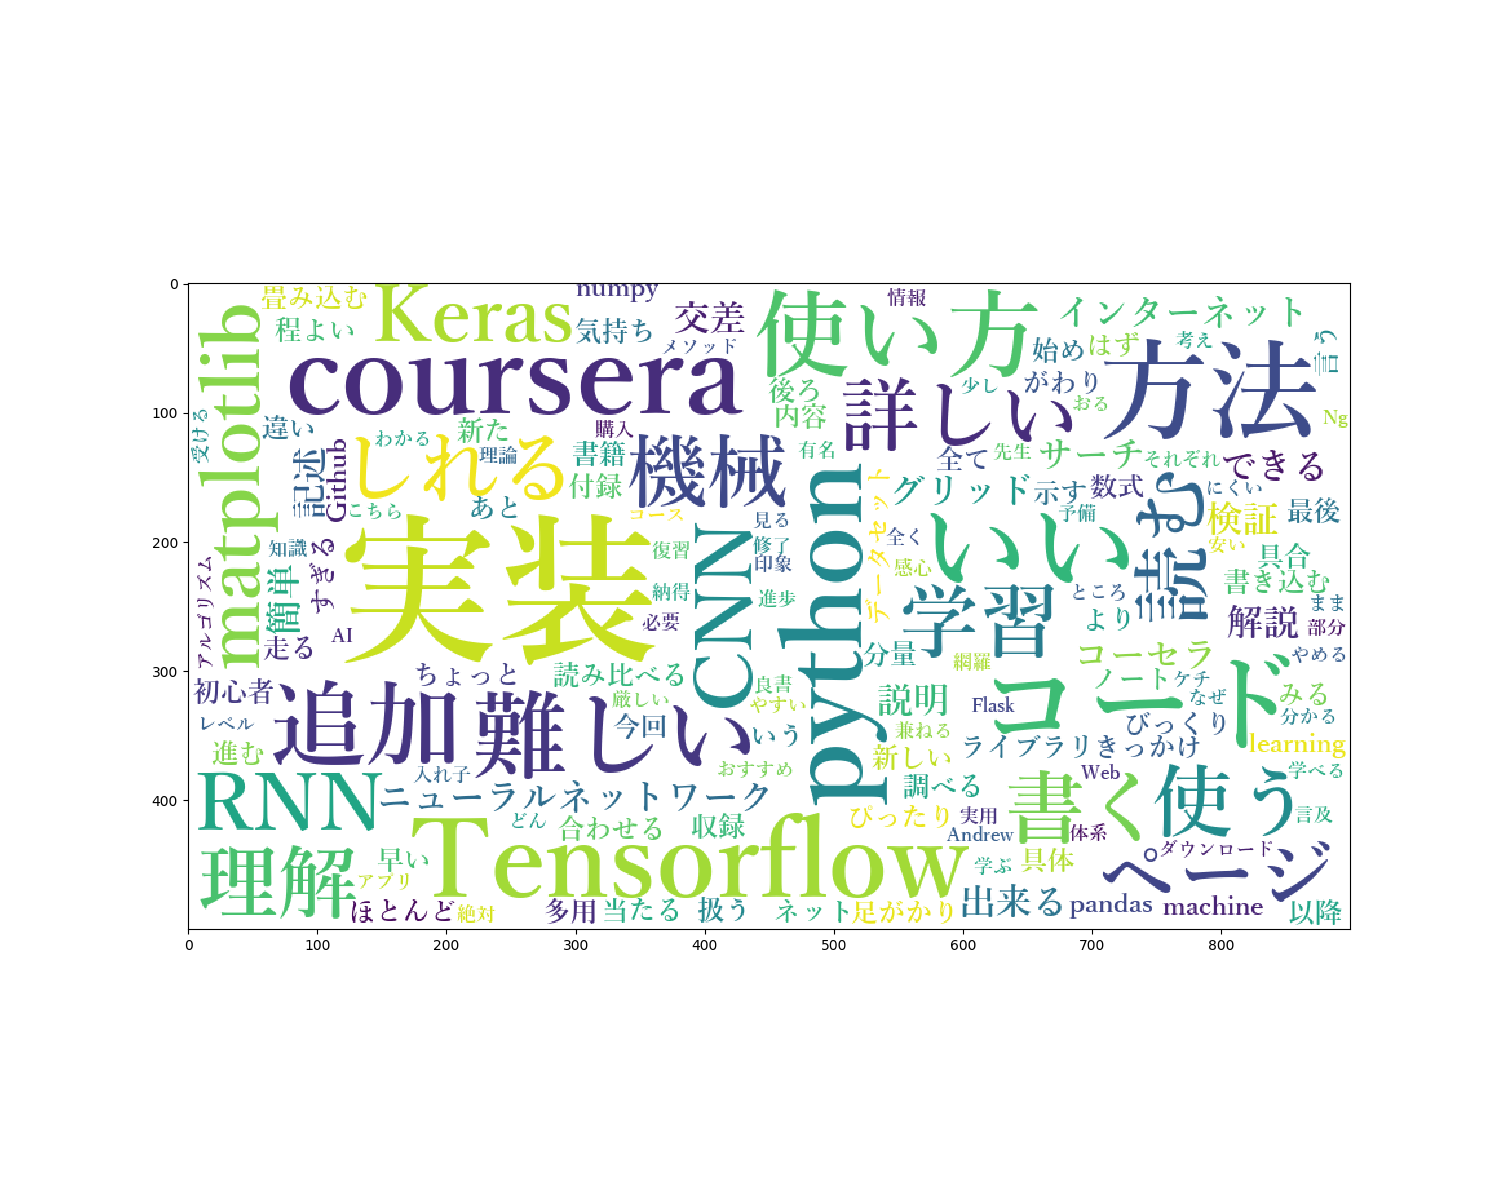 0
100
200
300
400
畳み込む
Keras
numpy
交差
使い方
情報
インターネット
程よい
気持ち
メソッド
始め
はず
考え
言う
matplotlib
coursera
後ろ
内容
詳しい
少し
がわり
おる
方法
Ng
受ける
違い
わかる
新た
理論
購入
書籍
付録
機械
有名
全て
先生
サーチ
それぞれ
できる
記述
Github
しれる
こちら
あと
グリッド
示す
数式
にくい
読む
検証
最後
コース
見る
データセット
全く
予備
いい
安い
具合
実装
復習
CNN
修了
印象
python
感心
書き込む
知識
すぎる
納得
進歩
学習
ところ
まま
アルゴリズム
簡単
AI
必要
より
解説
部分
走る
分量
網羅
コーセラ
やめる
初心者
ちょっと
読み比べる
良書
説明
ノート
ケチ
みる
追加
難しい
厳しい
やすい
Flask
コード
なぜ
分かる
レベル
今回
いう
兼ねる
びっくり
進む
おすすめ
新しい
ライブラリ
きっかけ
learning
RNN
入れ子
ニューラルネットワーク
調べる
Web
書く
使う
学べる
どん
合わせる
収録
ぴったり
実用
Andrew
体系
言及
理解
早い
アプリ
Tensorflow
学ぶ
具体
ダウンロード
ページ
ほとんど
絶対
多用
当たる
扱う
ネット
足がかり
出来る
pandas
machine
以降
0
100
200
300
400
500
600
700
800